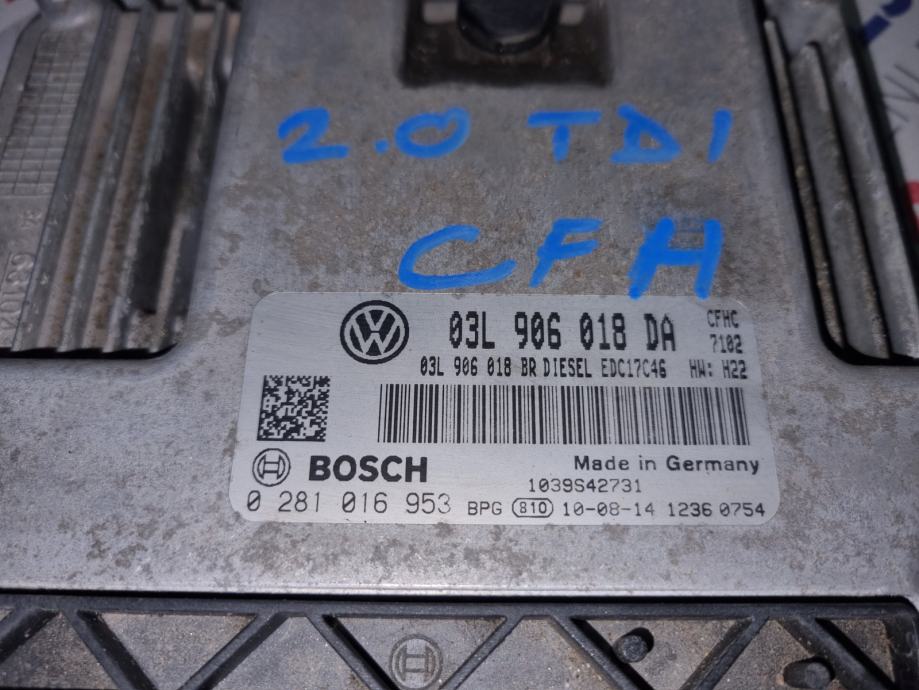 2.0 TDI
CFH
03L 906 018 DA CFHC
7102
03L 906 018 BR DIESEL EDC17C46 HW: H22
BOSCH Made in Germany
1039S42731
0 281 016 953 BPG 810 10-08-14 1236 0754